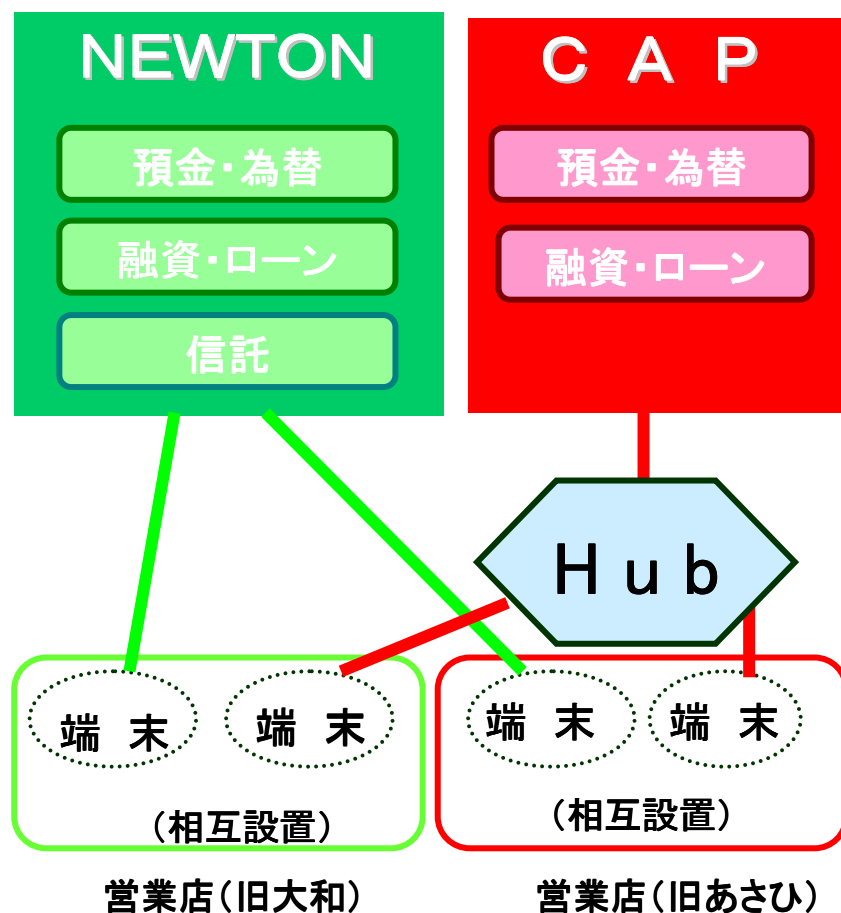 NEWTON
預金・為替
融資・ローン
信託
CAP
預金・為替
融資・ローン
Hub
端末
端末
(相互設置)
営業店(旧大和)
端末
端末
(相互設置)
営業店(旧あさひ)